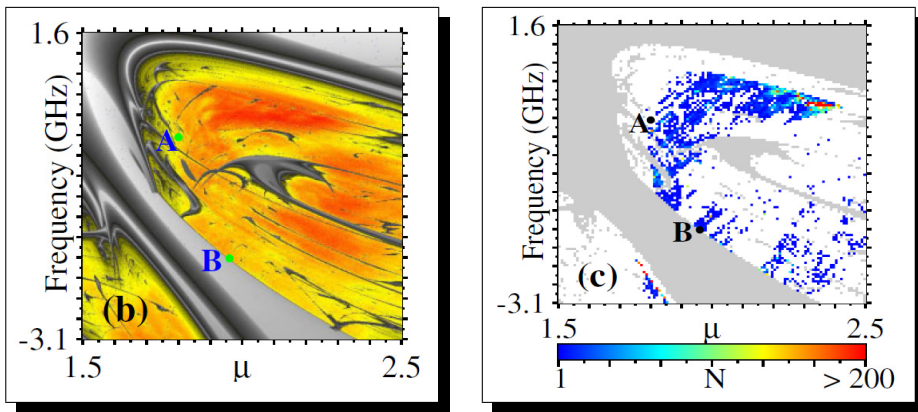 1.6
Frequency (GHz)
-3.1
A
B
(b)
1.5
μ
2.5
1.6
Frequency (GHz)
-3.1
A
B
(c)
1.5
μ
2.5
1
N
> 200